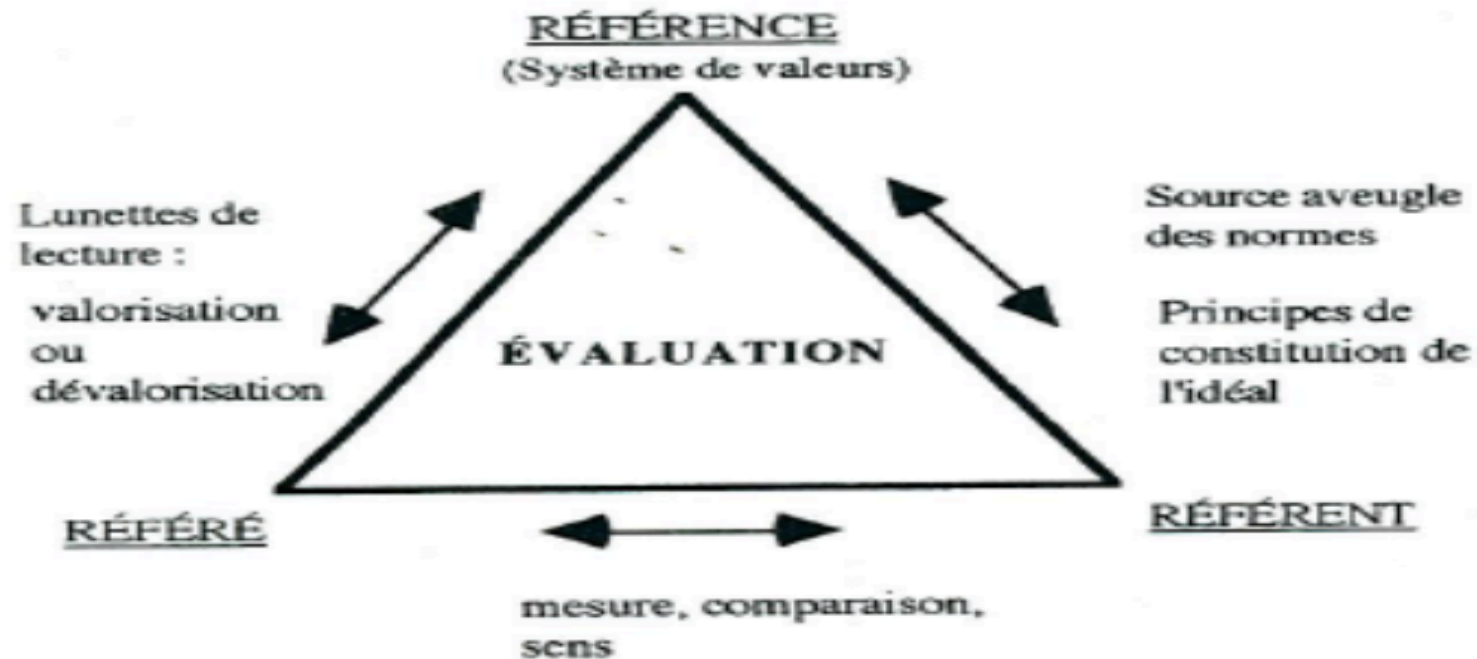 RÉFÉRENCE
(Système de valeurs)
Lunettes de
lecture :
valorisation
ou
dévalorisation
Source aveugle
des normes
Principes de
constitution de
l'idéal
ÉVALUATION
RÉFÉRÉ
RÉFÉRENT
mesure, comparaison,
sens